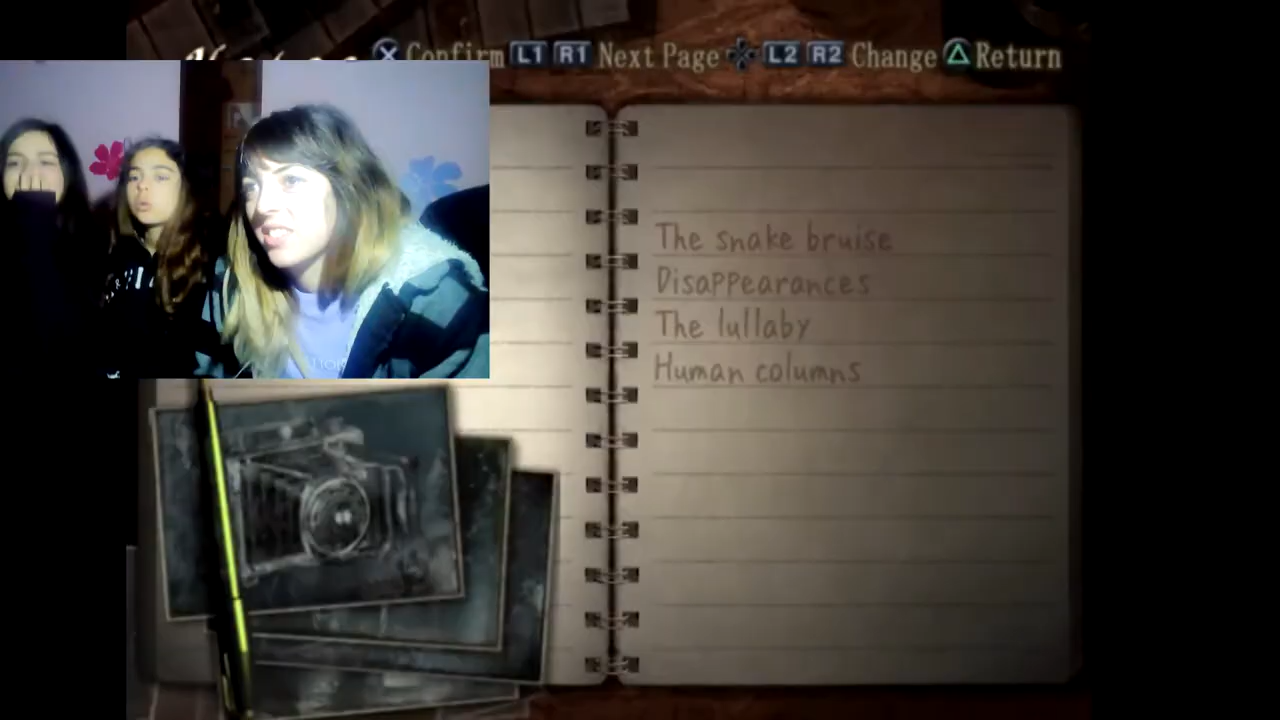 Confirm L1 R1 Next Page L2 R2 Change Return
The snake bruise
Disappearances
The lullaby
Human columns